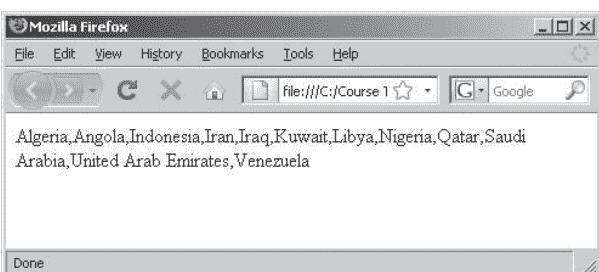 Mozilla Firefox
File Edit View History Bookmarks Tools Help
file:///C:/Course 1 G Google
Algeria,Angola,Indonesia,Iran,Iraq,Kuwait,Libya,Nigeria,Qatar,Saudi
Arabia,United Arab Emirates,Venezuela
Done